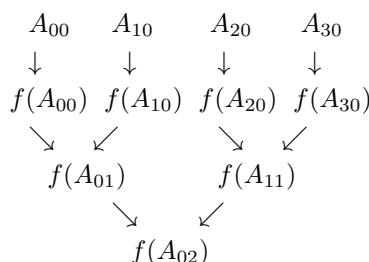 A₀₀ A₁₀ A₂₀ A₃₀
f(A₀₀) f(A₁₀) f(A₂₀) f(A₃₀)
f(A₀₁) f(A₁₁)
f(A₀₂)